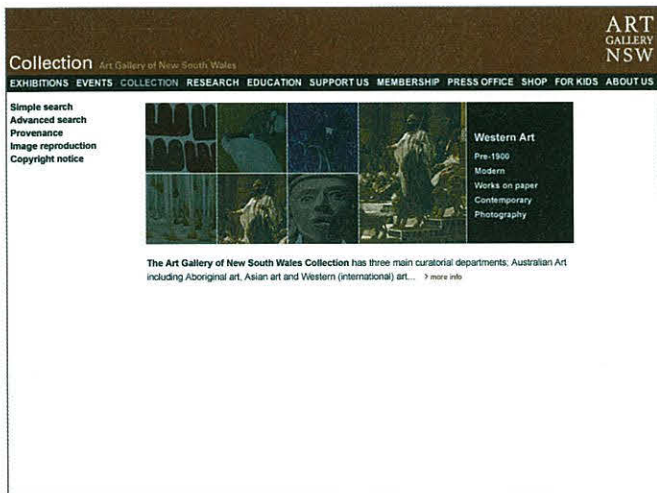 ART
GALLERY
NSW
Collection Art Gallery of New South Wales
EXHIBITIONS EVENTS COLLECTION RESEARCH EDUCATION SUPPORT US MEMBERSHIP PRESS OFFICE SHOP FOR KIDS ABOUT US
Simple search
Advanced search
Provenance
Image reproduction
Copyright notice
Western Art
Pre-1900
Modern
Works on paper
Contemporary
Photography
The Art Gallery of New South Wales Collection has three main curatorial departments; Australian Art
including Aboriginal art, Asian art and Western (international) art... > more info